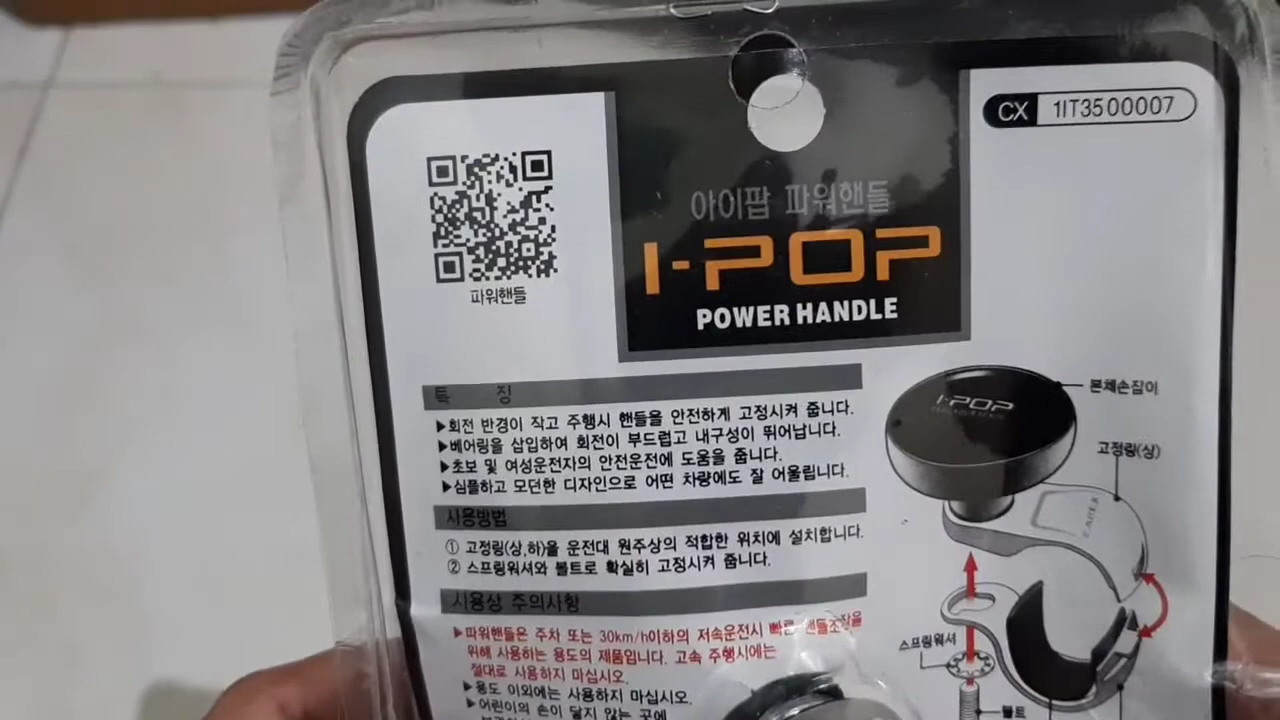 CX 1IT3500007
아이팝 파워핸들
I-POP
POWER HANDLE
파워핸들
특 징
▶회전 반경이 작고 주행시 핸들을 안전하게 고정시켜 줍니다.
▶베어링을 삽입하여 회전이 부드럽고 내구성이 뛰어납니다.
▶초보 및 여성운전자의 안전운전에 도움을 줍니다.
▶심플하고 모던한 디자인으로 어떤 차량에도 잘 어울립니다.
사용방법
① 고정링(상,하)을 운전대 원주상의 적합한 위치에 설치합니다.
② 스프링워셔와 볼트로 확실히 고정시켜 줍니다.
사용상 주의사항
▶파워핸들은 주차 또는 30km/h이하의 저속운전시 빠른 핸들조작을
위해 사용하는 용도의 제품입니다. 고속 주행시에는
절대로 사용하지 마십시오.
▶용도 이외에는 사용하지 마십시오.
▶어린이의 손이 닿지 않는 곳에
I-POP
본체손잡이
고정링(상)
스프링워셔
볼트